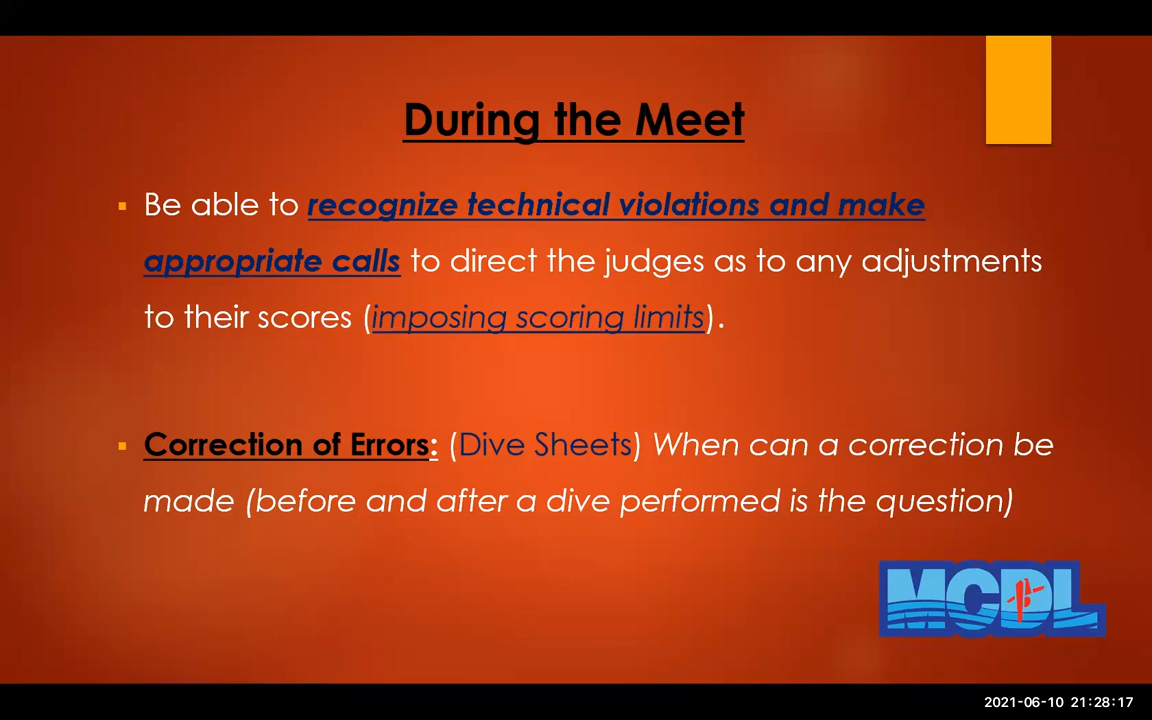 During the Meet
Be able to recognize technical violations and make
appropriate calls to direct the judges as to any adjustments
to their scores (imposing scoring limits).
Correction of Errors: (Dive Sheets) When can a correction be
made (before and after a dive performed is the question)
MCDL
2021-06-10 21:28:17